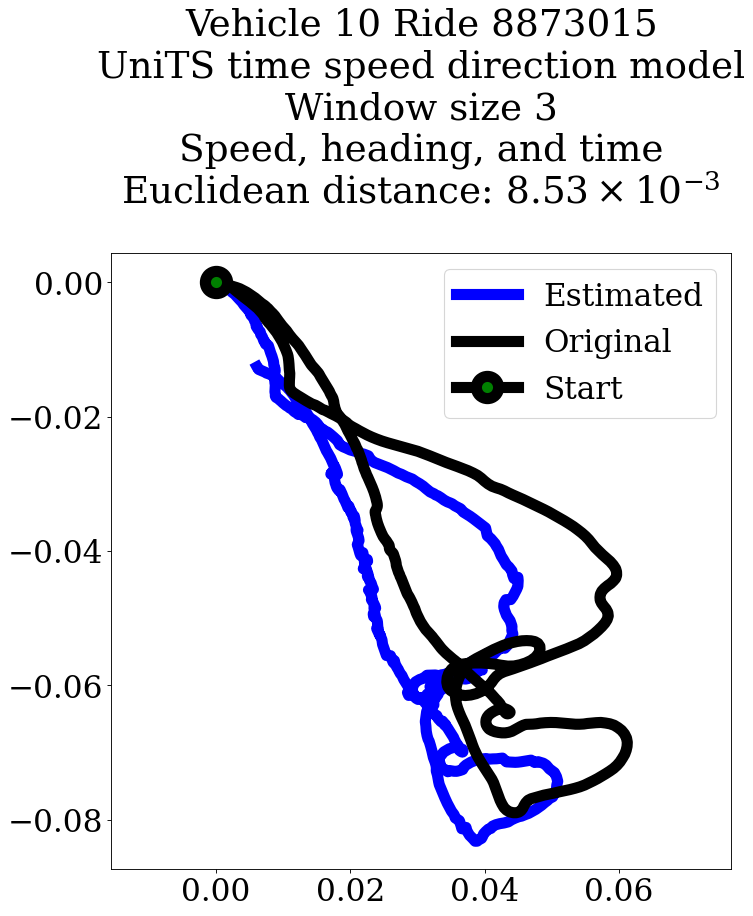 Vehicle 10 Ride 8873015
UniTS time speed direction model
Window size 3
Speed, heading, and time
Euclidean distance: 8.53 × 10⁻³
Estimated
Original
Start
0.00
−0.02
−0.04
−0.06
−0.08
0.00 0.02 0.04 0.06